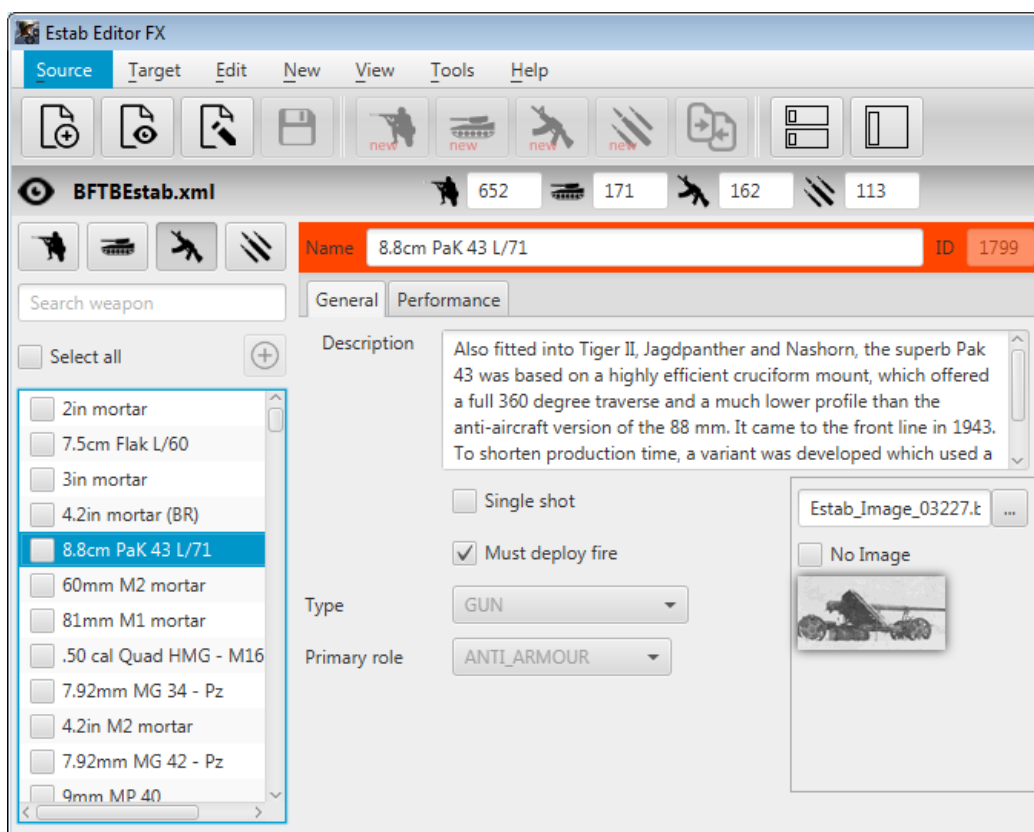 Estab Editor FX
Source Target Edit New View Tools Help
new new new new
BFTBEstab.xml 652 171 162 113
Name 8.8cm PaK 43 L/71 ID 1799
Search weapon
General Performance
Select all
Description
Also fitted into Tiger II, Jagdpanther and Nashorn, the superb Pak
43 was based on a highly efficient cruciform mount, which offered
a full 360 degree traverse and a much lower profile than the
anti-aircraft version of the 88 mm. It came to the front line in 1943.
To shorten production time, a variant was developed which used a
2in mortar
7.5cm Flak L/60
3in mortar
4.2in mortar (BR)
8.8cm PaK 43 L/71
60mm M2 mortar
81mm M1 mortar
.50 cal Quad HMG - M16
7.92mm MG 34 - Pz
4.2in M2 mortar
7.92mm MG 42 - Pz
9mm MP 40
Single shot
Must deploy fire
Type GUN
Primary role ANTI_ARMOUR
Estab_Image_03227.b ...
No Image